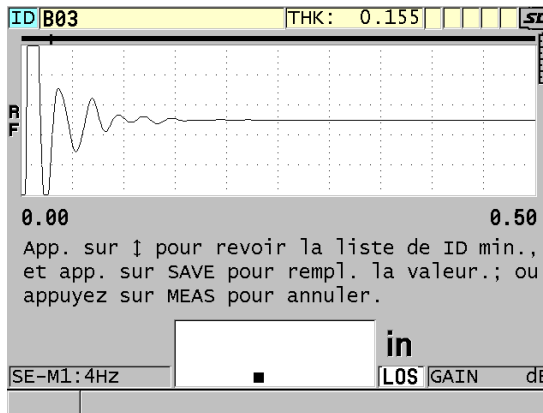 ID B03 THK: 0.155
RF
0.00 0.50
App. sur ↕ pour revoir la liste de ID min.,
et app. sur SAVE pour rempl. la valeur.; ou
appuyez sur MEAS pour annuler.
in
SE-M1:4Hz LOS GAIN